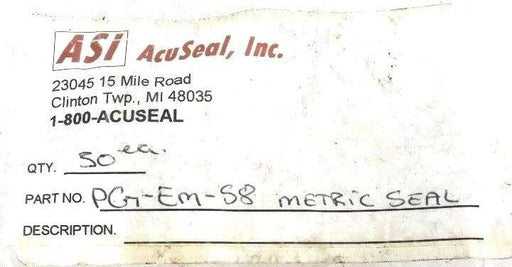 ASi AcuSeal, Inc.
23045 15 Mile Road
Clinton Twp., MI 48035
1-800-ACUSEAL
QTY. 50 ea.
PART NO. PG-EM-S8 METRIC SEAL
DESCRIPTION.